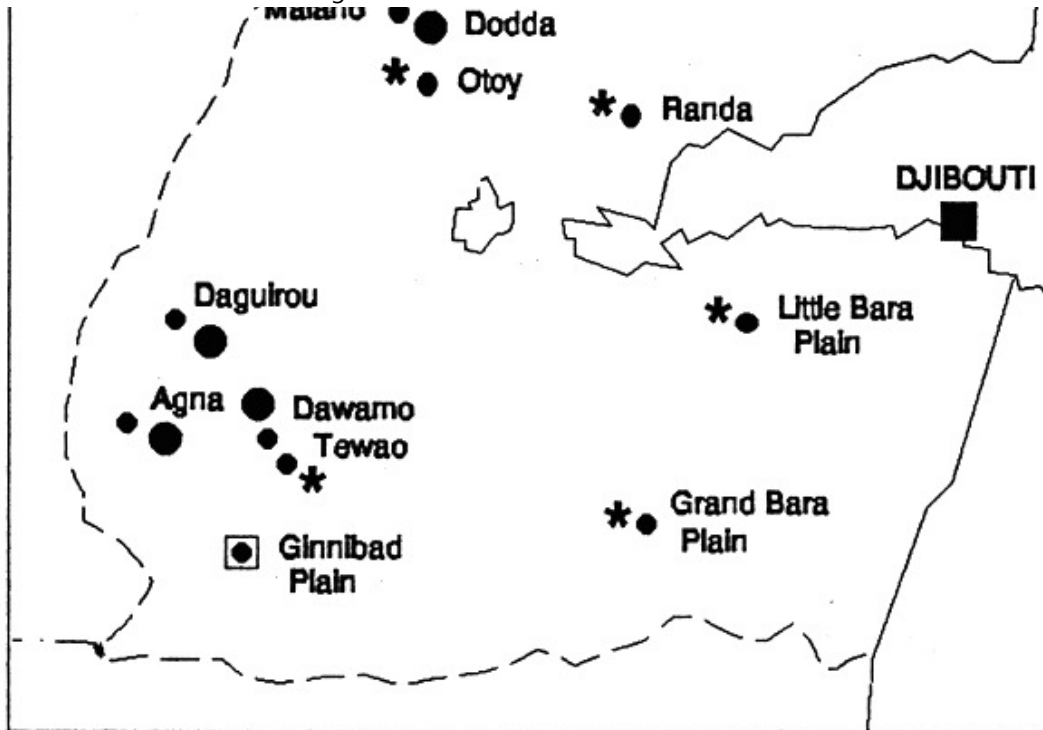 Dodda
* Otoy
* Randa
DJIBOUTI
Daguirou
* Little Bara
Plain
Agna
Dawamo
Tewao
*
* Grand Bara
Plain
Ginnibad
Plain